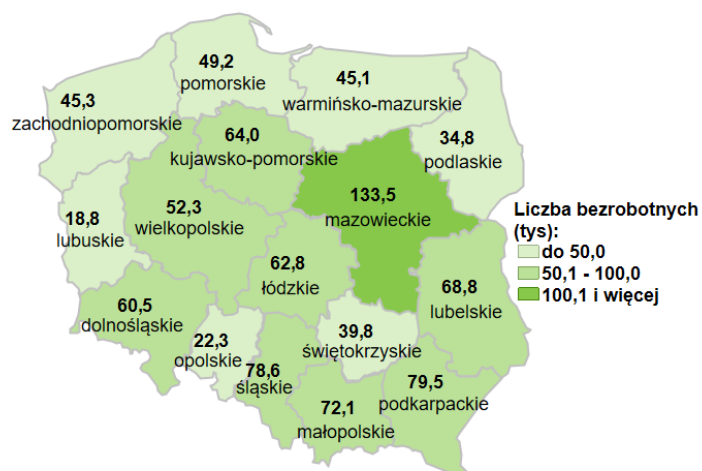 49,2
pomorskie
45,1
warmińsko-mazurskie
45,3
zachodniopomorskie
64,0
kujawsko-pomorskie
34,8
podlaskie
133,5
mazowieckie
18,8
lubuskie
52,3
wielkopolskie
Liczba bezrobotnych
(tys):
do 50,0
50,1 - 100,0
100,1 i więcej
62,8
łódzkie
68,8
lubelskie
60,5
dolnośląskie
22,3
opolskie
39,8
świętokrzyskie
78,6
śląskie
72,1
małopolskie
79,5
podkarpackie